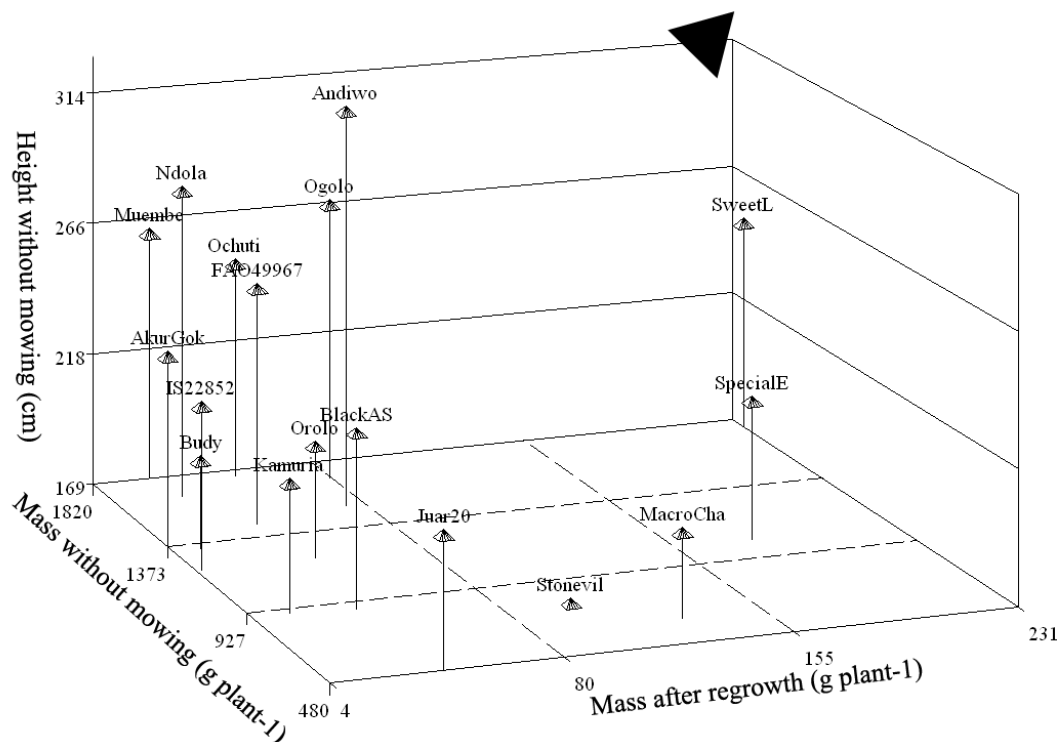 314
Andiwo
Ndola
Ogolo
Muembe
SweetL
266
Ochuti
FAO49967
AkurGok
218
IS22852
SpecialE
BlackAS
Orolo
Budy
Kamuria
169
1820
Juar20
MacroCha
1373
Stonevil
927
231
155
80
480 4
Height without mowing (cm)
Mass without mowing (g plant-1)
Mass after regrowth (g plant-1)